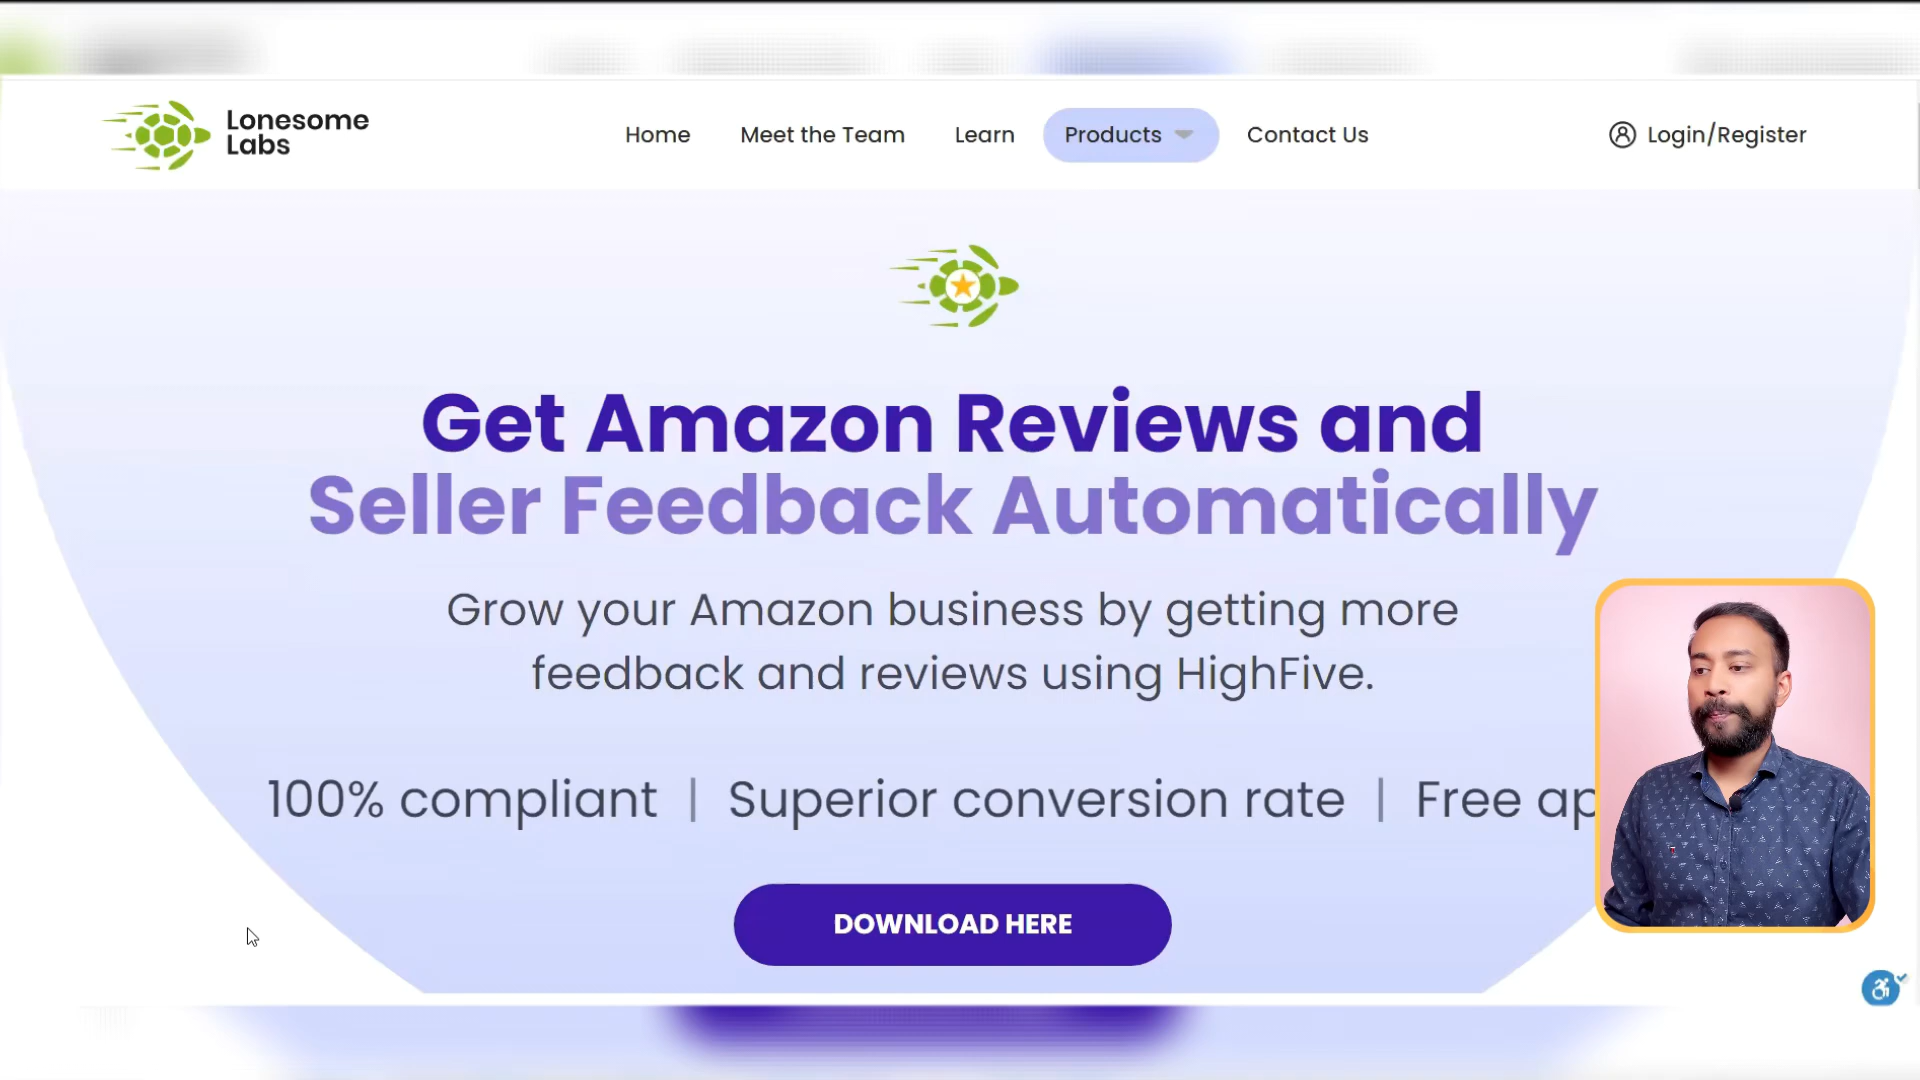 Lonesome
Labs
Home
Meet the Team
Learn
Products
Contact Us
Login/Register
Get Amazon Reviews and
Seller Feedback Automatically
Grow your Amazon business by getting more
feedback and reviews using HighFive.
100% compliant | Superior conversion rate | Free ap
DOWNLOAD HERE